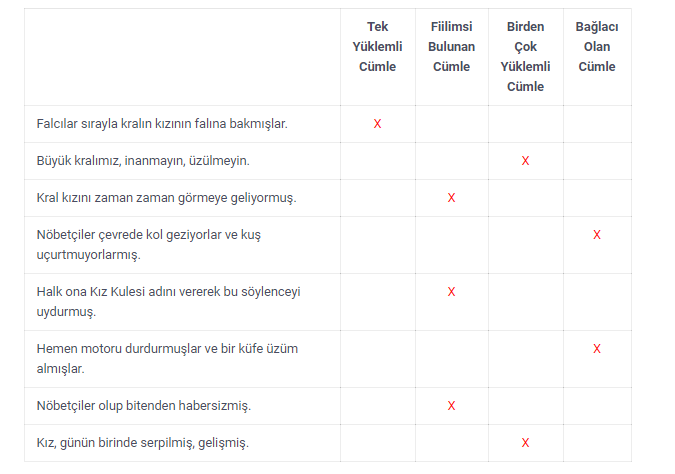 Tek Yüklemli Cümle
Fiilimsi Bulunan Cümle
Birden Çok Yüklemli Cümle
Bağlacı Olan Cümle
Falcılar sırayla kralın kızının falına bakmışlar. X
Büyük kralımız, inanmayın, üzülmeyin. X
Kral kızını zaman zaman görmeye geliyormuş. X
Nöbetçiler çevrede kol geziyorlar ve kuş
uçurtmuyorlarmış. X
Halk ona Kız Kulesi adını vererek bu söylenceyi
uydurmuş. X
Hemen motoru durdurmuşlar ve bir küfe üzüm
almışlar. X
Nöbetçiler olup bitenden habersizmiş. X
Kız, günün birinde serpilmiş, gelişmiş. X